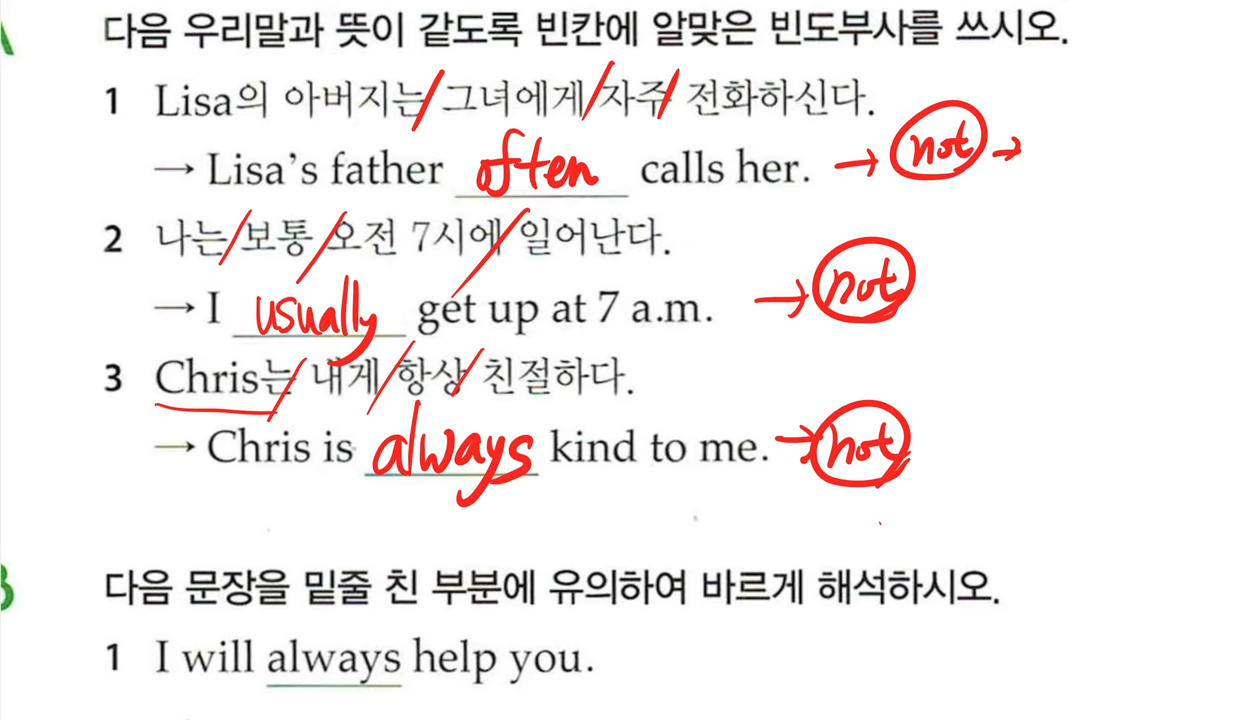 다음 우리말과 뜻이 같도록 빈칸에 알맞은 빈도부사를 쓰시오.
1 Lisa의 아버지는/그녀에게/자주/ 전화하신다.
→ Lisa's father often calls her. → not →
2 나는/보통/오전 7시에/일어난다.
→ I usually get up at 7 a.m. → not
3 Chris는/ 내게/항상/ 친절하다.
→ Chris is always kind to me. → not
B 다음 문장을 밑줄 친 부분에 유의하여 바르게 해석하시오.
1 I will always help you.